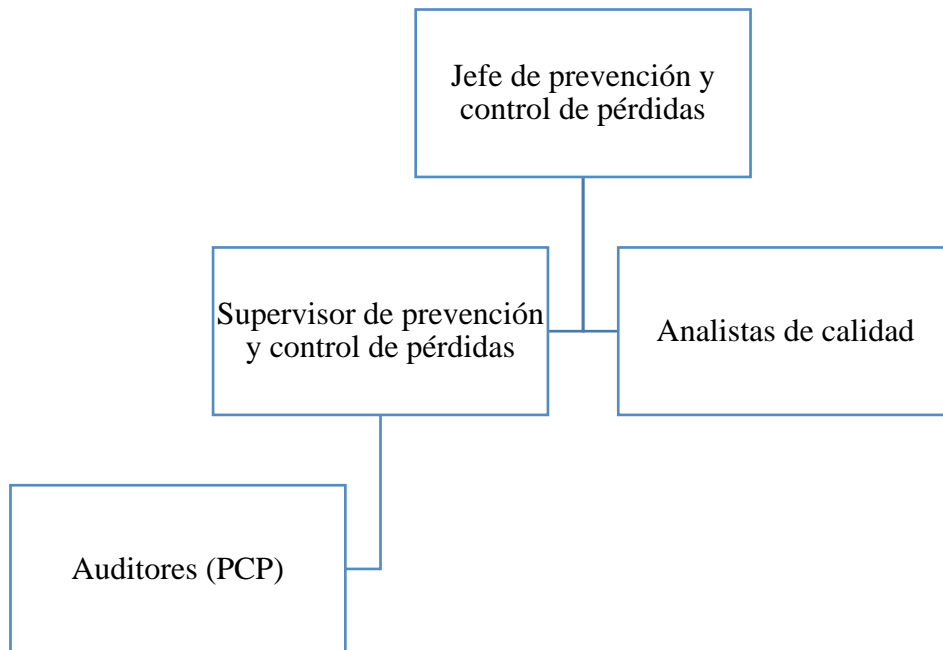 Jefe de prevención y
control de pérdidas
Supervisor de prevención
y control de pérdidas
Analistas de calidad
Auditores (PCP)